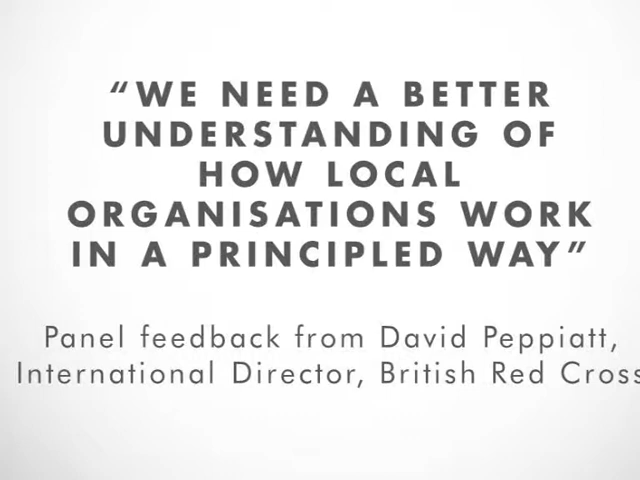 “WE NEED A BETTER
UNDERSTANDING OF
HOW LOCAL
ORGANISATIONS WORK
IN A PRINCIPLED WAY”
Panel feedback from David Peppiatt,
International Director, British Red Cross